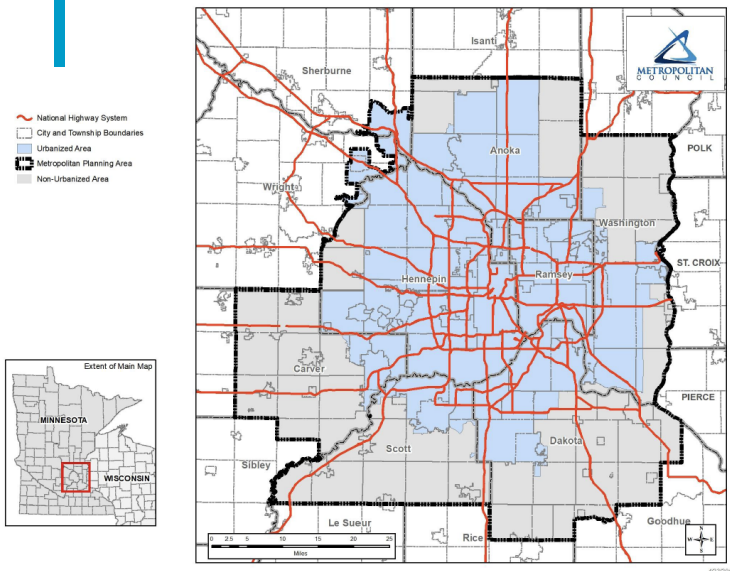 National Highway System
City and Township Boundaries
Urbanized Area
Metropolitan Planning Area
Non-Urbanized Area
Isanti
METROPOLITAN
COUNCIL
Sherburne
Anoka
POLK
Wright
Washington
ST. CROIX
Hennepin
Ramsey
Carver
PIERCE
Scott
Dakota
Sibley
Le Sueur
Rice
Goodhue
N
W E
S
0 2.5 5 10 15 20 25
Miles
Extent of Main Map
MINNESOTA
WISCONSIN